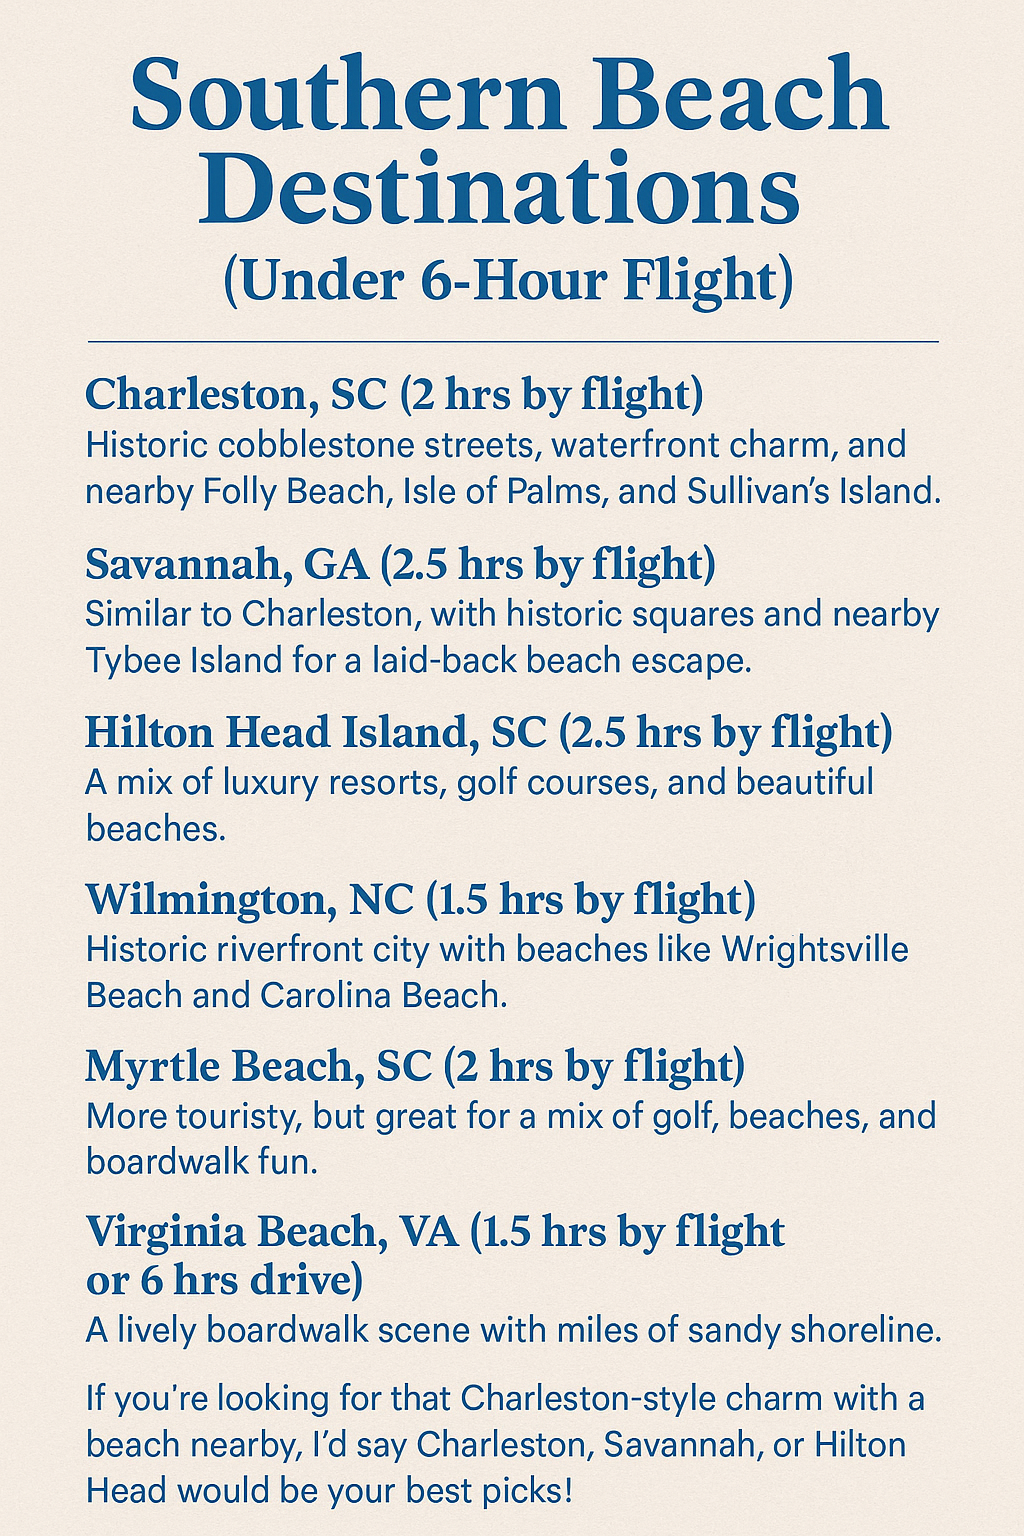 Southern Beach
Destinations
(Under 6-Hour Flight)
Charleston, SC (2 hrs by flight)
Historic cobblestone streets, waterfront charm, and
nearby Folly Beach, Isle of Palms, and Sullivan’s Island.
Savannah, GA (2.5 hrs by flight)
Similar to Charleston, with historic squares and nearby
Tybee Island for a laid-back beach escape.
Hilton Head Island, SC (2.5 hrs by flight)
A mix of luxury resorts, golf courses, and beautiful
beaches.
Wilmington, NC (1.5 hrs by flight)
Historic riverfront city with beaches like Wrightsville
Beach and Carolina Beach.
Myrtle Beach, SC (2 hrs by flight)
More touristy, but great for a mix of golf, beaches, and
boardwalk fun.
Virginia Beach, VA (1.5 hrs by flight
or 6 hrs drive)
A lively boardwalk scene with miles of sandy shoreline.
If you're looking for that Charleston-style charm with a
beach nearby, I’d say Charleston, Savannah, or Hilton
Head would be your best picks!